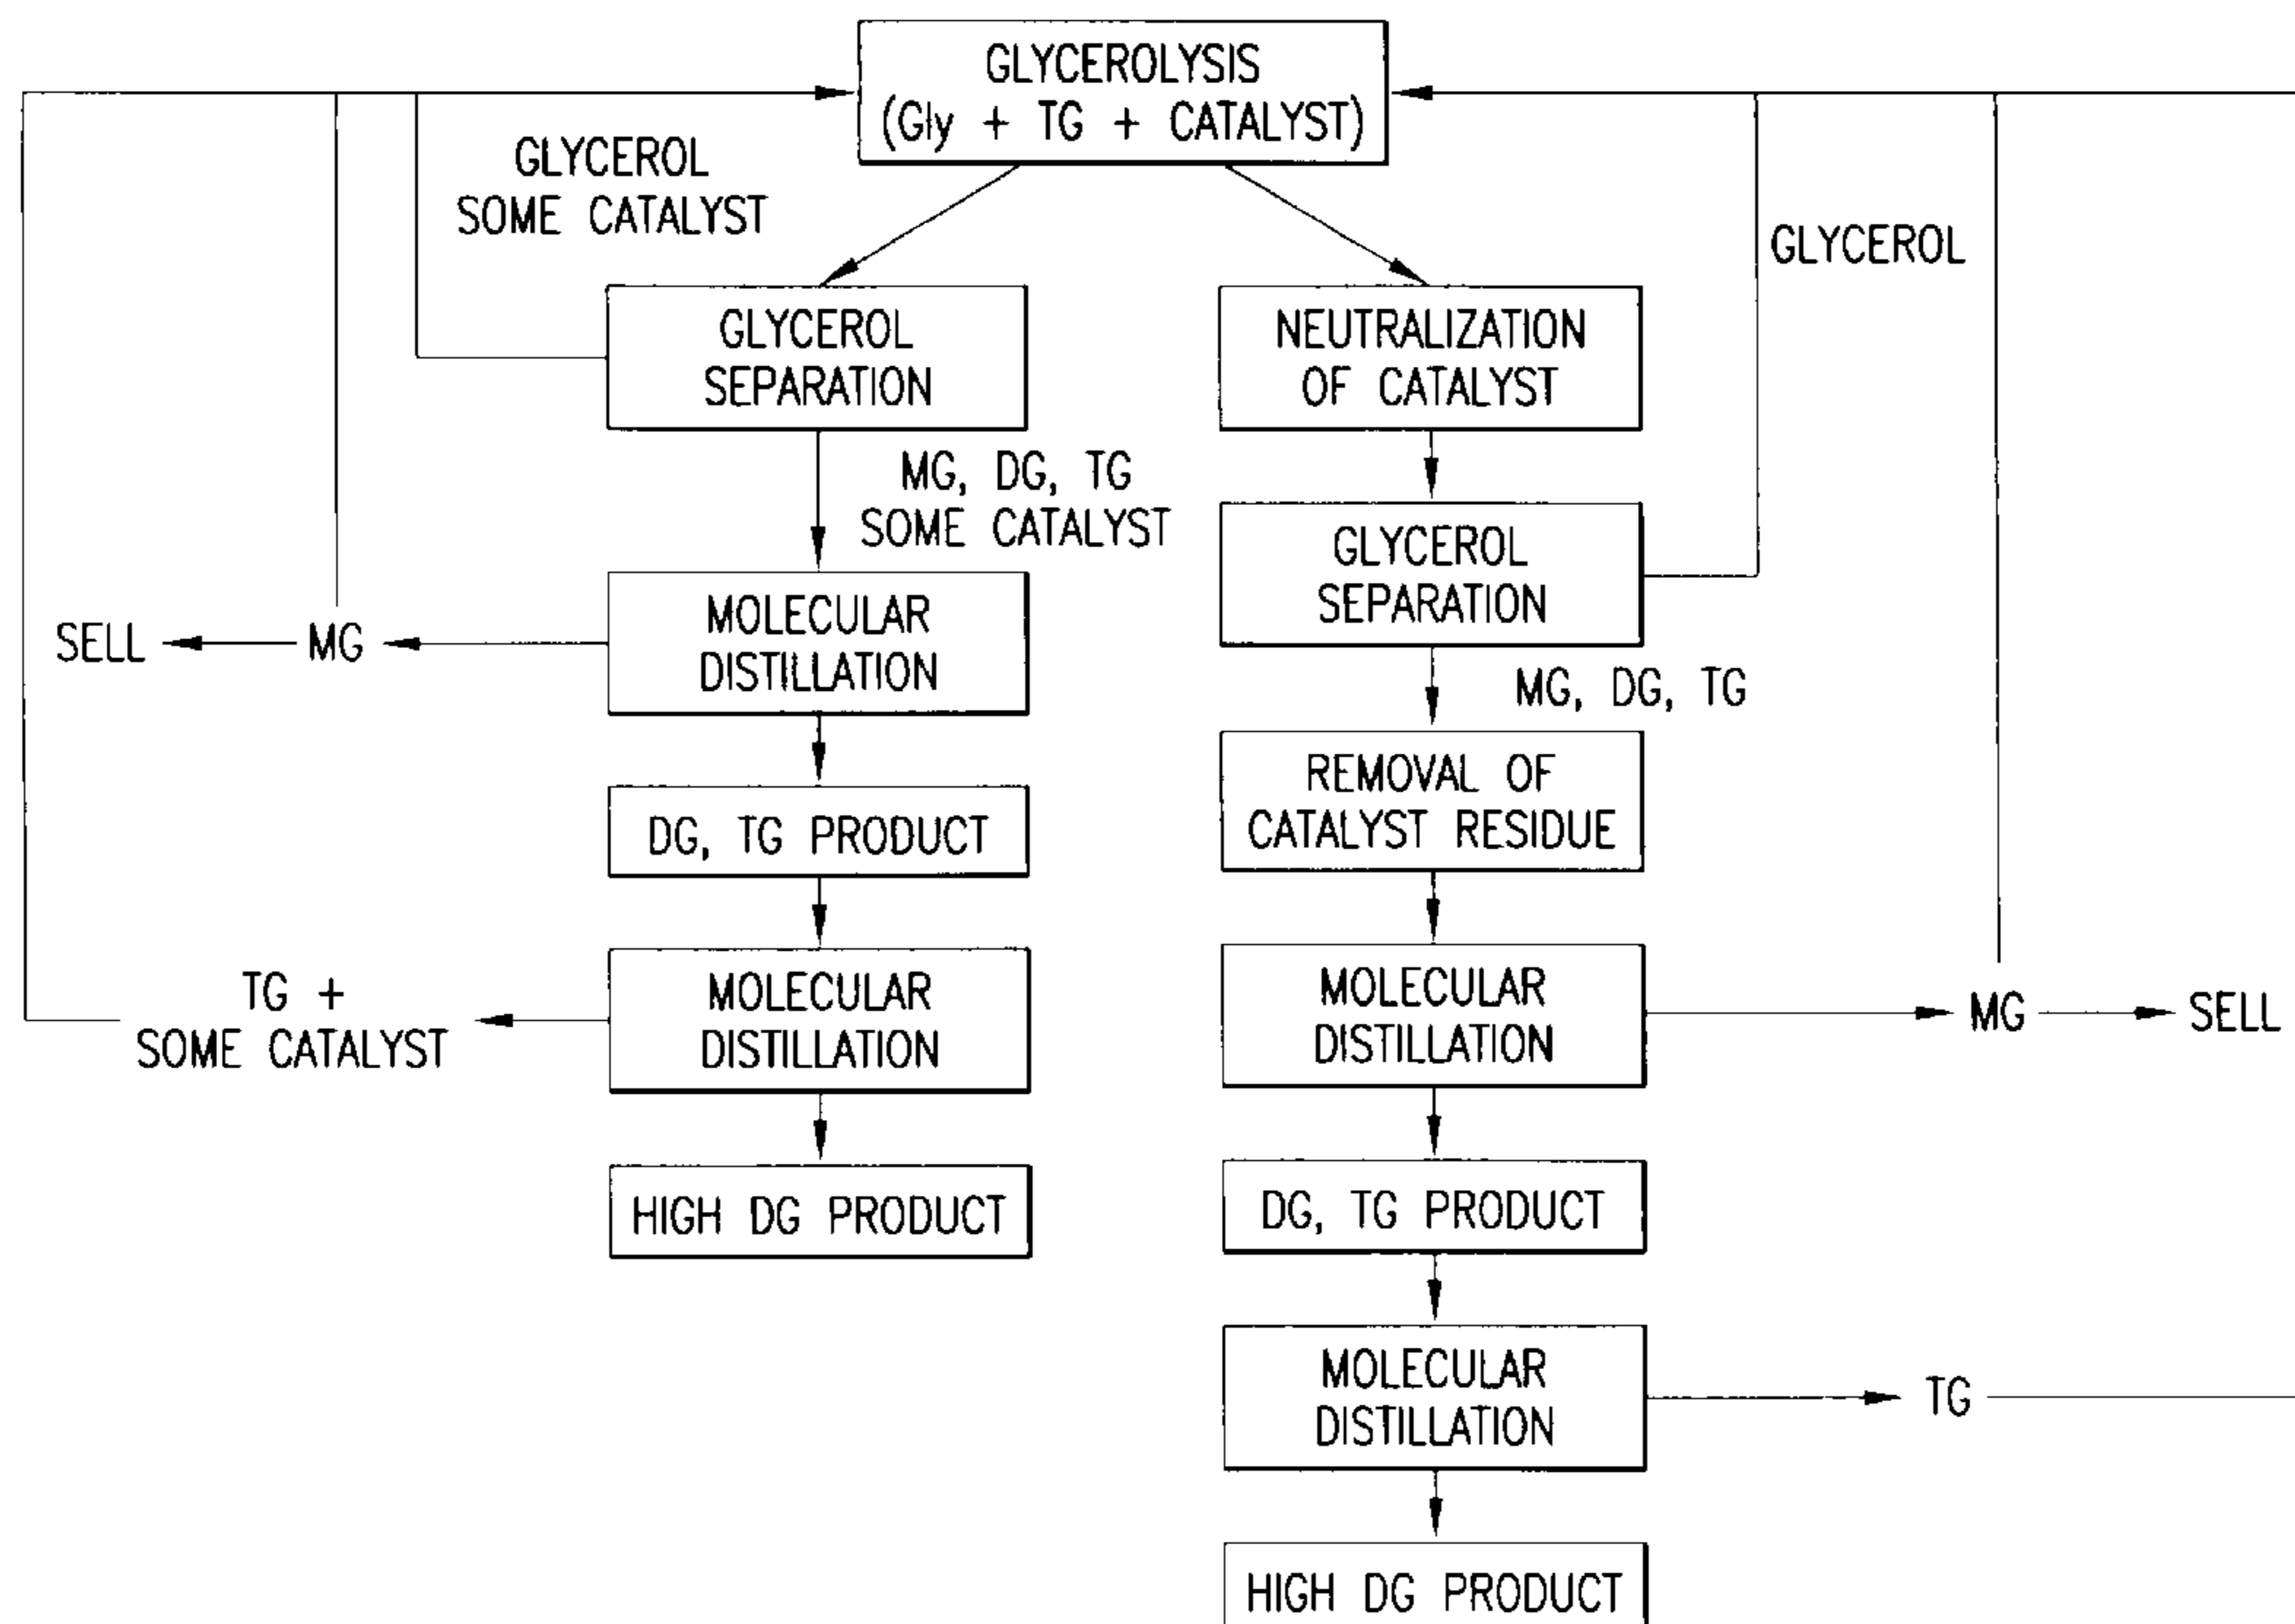 GLYCEROLYSIS
(Gly + TG + CATALYST)
GLYCEROL
SOME CATALYST
GLYCEROL
GLYCEROL
SEPARATION
NEUTRALIZATION
OF CATALYST
MG, DG, TG
SOME CATALYST
GLYCEROL
SEPARATION
MOLECULAR
DISTILLATION
MG
SELL
MG, DG, TG
REMOVAL OF
CATALYST RESIDUE
DG, TG PRODUCT
MOLECULAR
DISTILLATION
TG +
SOME CATALYST
MOLECULAR
DISTILLATION
MG
SELL
HIGH DG PRODUCT
DG, TG PRODUCT
MOLECULAR
DISTILLATION
TG
HIGH DG PRODUCT